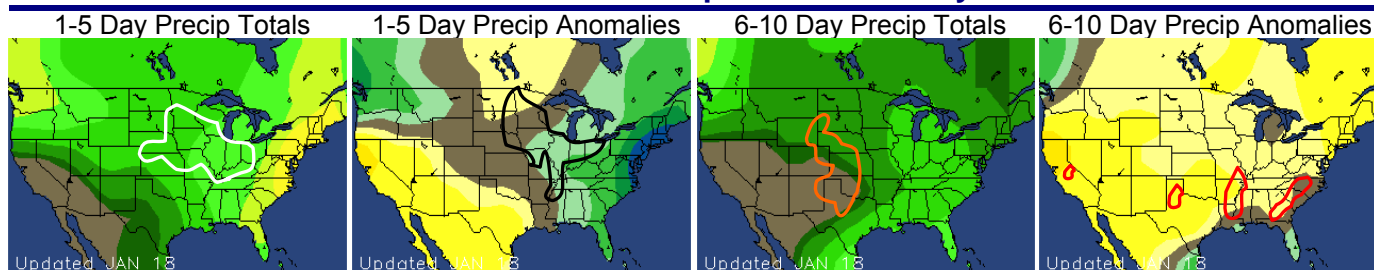 1-5 Day Precip Totals
1-5 Day Precip Anomalies
6-10 Day Precip Totals
6-10 Day Precip Anomalies
Updated JAN 18
Updated JAN 18
Updated JAN 18
Updated JAN 18